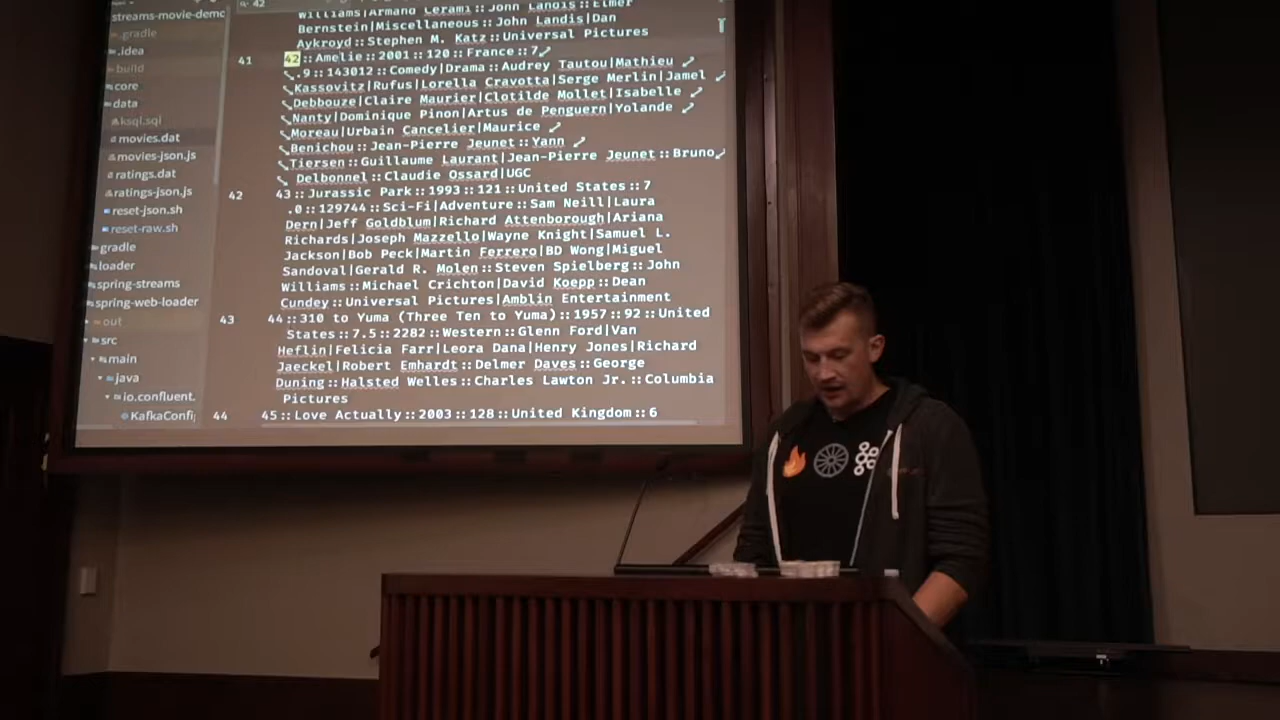 streams-movie-demo
.gradle
.idea
build
core
data
ksql.sql
movies.dat
movies-json.js
ratings.dat
ratings-json.js
reset-json.sh
reset-raw.sh
gradle
loader
spring-streams
spring-web-loader
out
src
main
java
io.confluent.
KafkaConfi
42
Williams|Armand Cerami::John Landis::Elmer
Bernstein|Miscellaneous::John Landis|Dan
Aykroyd::Stephen M. Katz::Universal Pictures
41 42::Amelie::2001::120::France::7
.9::143012::Comedy|Drama::Audrey Tautou|Mathieu
Kassovitz|Rufus|Lorella Cravotta|Serge Merlin|Jamel
Debbouze|Claire Maurier|Clotilde Mollet|Isabelle
Nanty|Dominique Pinon|Artus de Penguern|Yolande
Moreau|Urbain Cancelier|Maurice
Benichou::Jean-Pierre Jeunet::Yann
Tiersen::Guillaume Laurant|Jean-Pierre Jeunet::Bruno
Delbonnel::Claudie Ossard|UGC
42 43::Jurassic Park::1993::121::United States::7
.0::129744::Sci-Fi|Adventure::Sam Neill|Laura
Dern|Jeff Goldblum|Richard Attenborough|Ariana
Richards|Joseph Mazzello|Wayne Knight|Samuel L.
Jackson|Bob Peck|Martin Ferrero|BD Wong|Miguel
Sandoval|Gerald R. Molen::Steven Spielberg::John
Williams::Michael Crichton|David Koepp::Dean
Cundey::Universal Pictures|Amblin Entertainment
43 44::310 to Yuma (Three Ten to Yuma)::1957::92::United
States::7.5::2282::Western::Glenn Ford|Van
Heflin|Felicia Farr|Leora Dana|Henry Jones|Richard
Jaeckel|Robert Emhardt::Delmer Daves::George
Duning::Halsted Welles::Charles Lawton Jr.::Columbia
Pictures
44 45::Love Actually::2003::128::United Kingdom::6